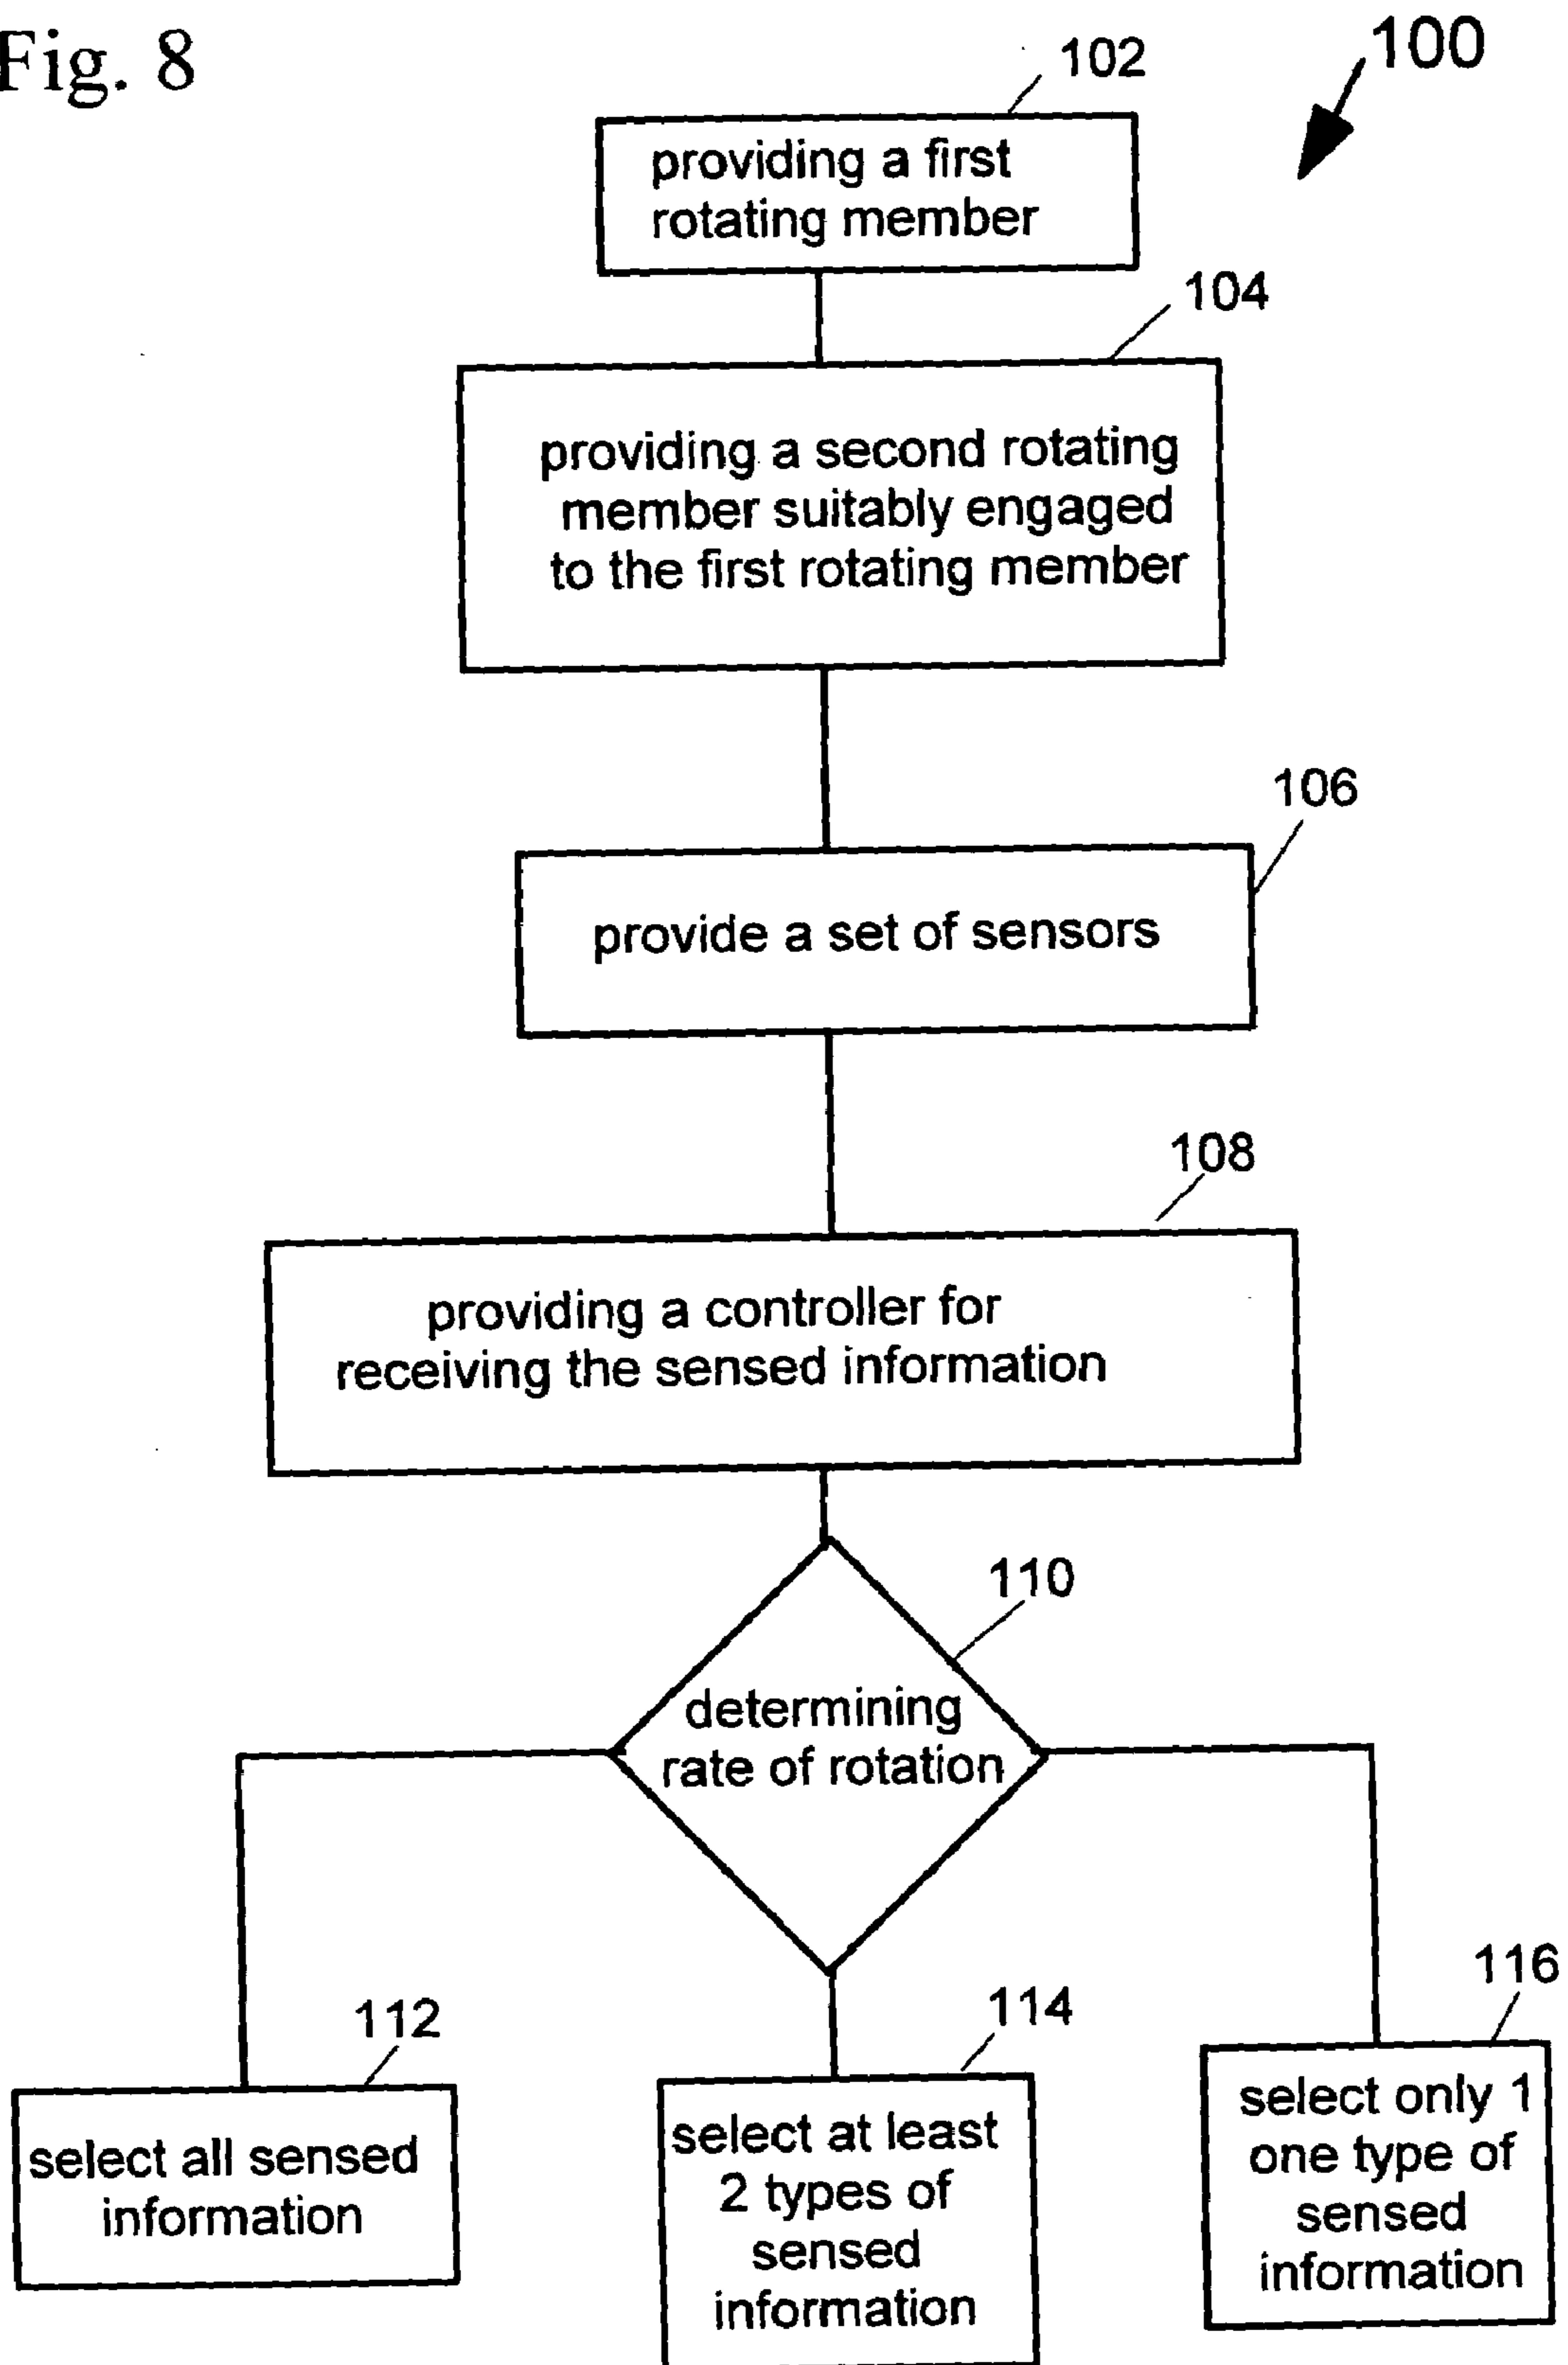 Fig. 8
100
102
providing a first
rotating member
104
providing a second rotating
member suitably engaged
to the first rotating member
106
provide a set of sensors
108
providing a controller for
receiving the sensed information
110
determining
rate of rotation
112
select all sensed
information
114
select at least
2 types of
sensed
information
116
select only 1
one type of
sensed
information